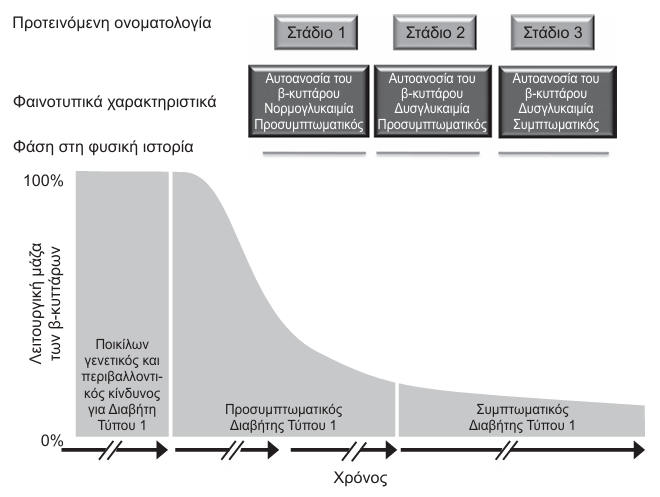 Προτεινόμενη ονοματολογία
Στάδιο 1
Στάδιο 2
Στάδιο 3
Φαινοτυπικά χαρακτηριστικά
Αυτοανοσία του
β-κυττάρου
Νορμογλυκαιμία
Προσυμπτωματικός
Αυτοανοσία του
β-κυττάρου
Δυσγλυκαιμία
Προσυμπτωματικός
Αυτοανοσία του
β-κυττάρου
Δυσγλυκαιμία
Συμπτωματικός
Φάση στη φυσική ιστορία
100%
Λειτουργική μάζα
των β-κυττάρων
0%
Ποικίλων
γενετικός και
περιβαλλοντι-
κός κίνδυνος
για Διαβήτη
Τύπου 1
Προσυμπτωματικός
Διαβήτης Τύπου 1
Συμπτωματικός
Διαβήτης Τύπου 1
Χρόνος